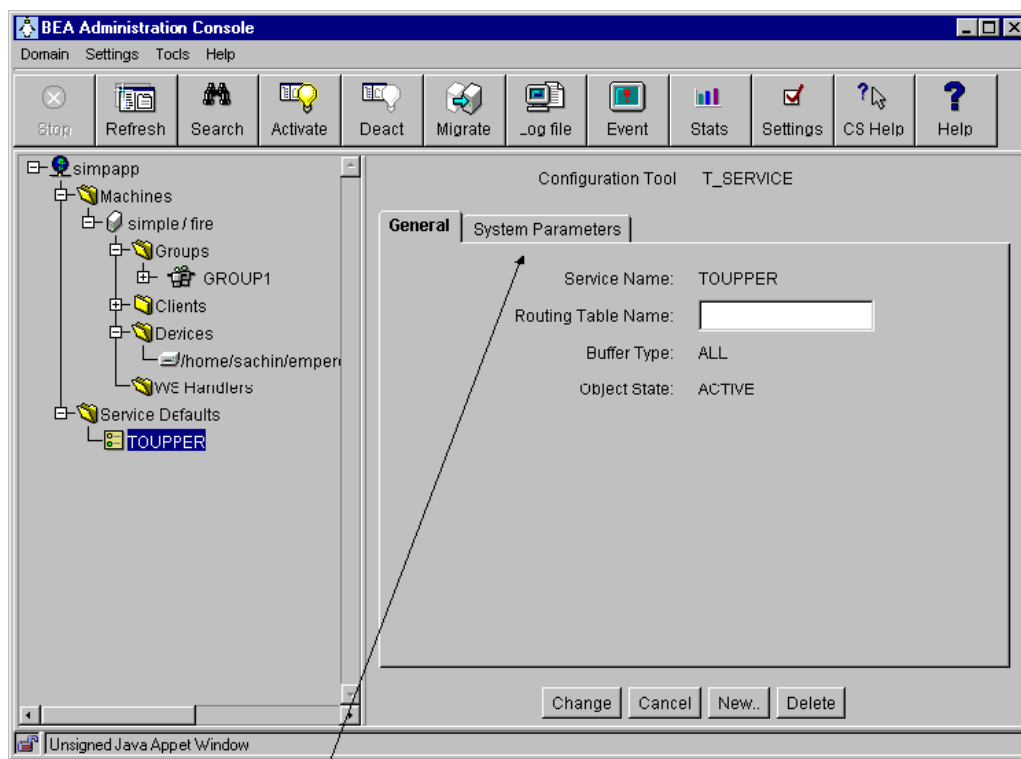 BEA Administration Console
Domain Settings Tocls Help
Stop Refresh Search Activate Deact Migrate _og file Event Stats Settings CS Help Help
simpapp
Machines
simple / fire
Groups
GROUP1
Clients
Devices
/home/sachin/emper
WS Handlers
Service Defaults
TOUPPER
Configuration Tool T_SERVICE
General System Parameters
Service Name: TOUPPER
Routing Table Name:
Buffer Type: ALL
Object State: ACTIVE
Change Cancel New.. Delete
Unsigned Java Appet Window